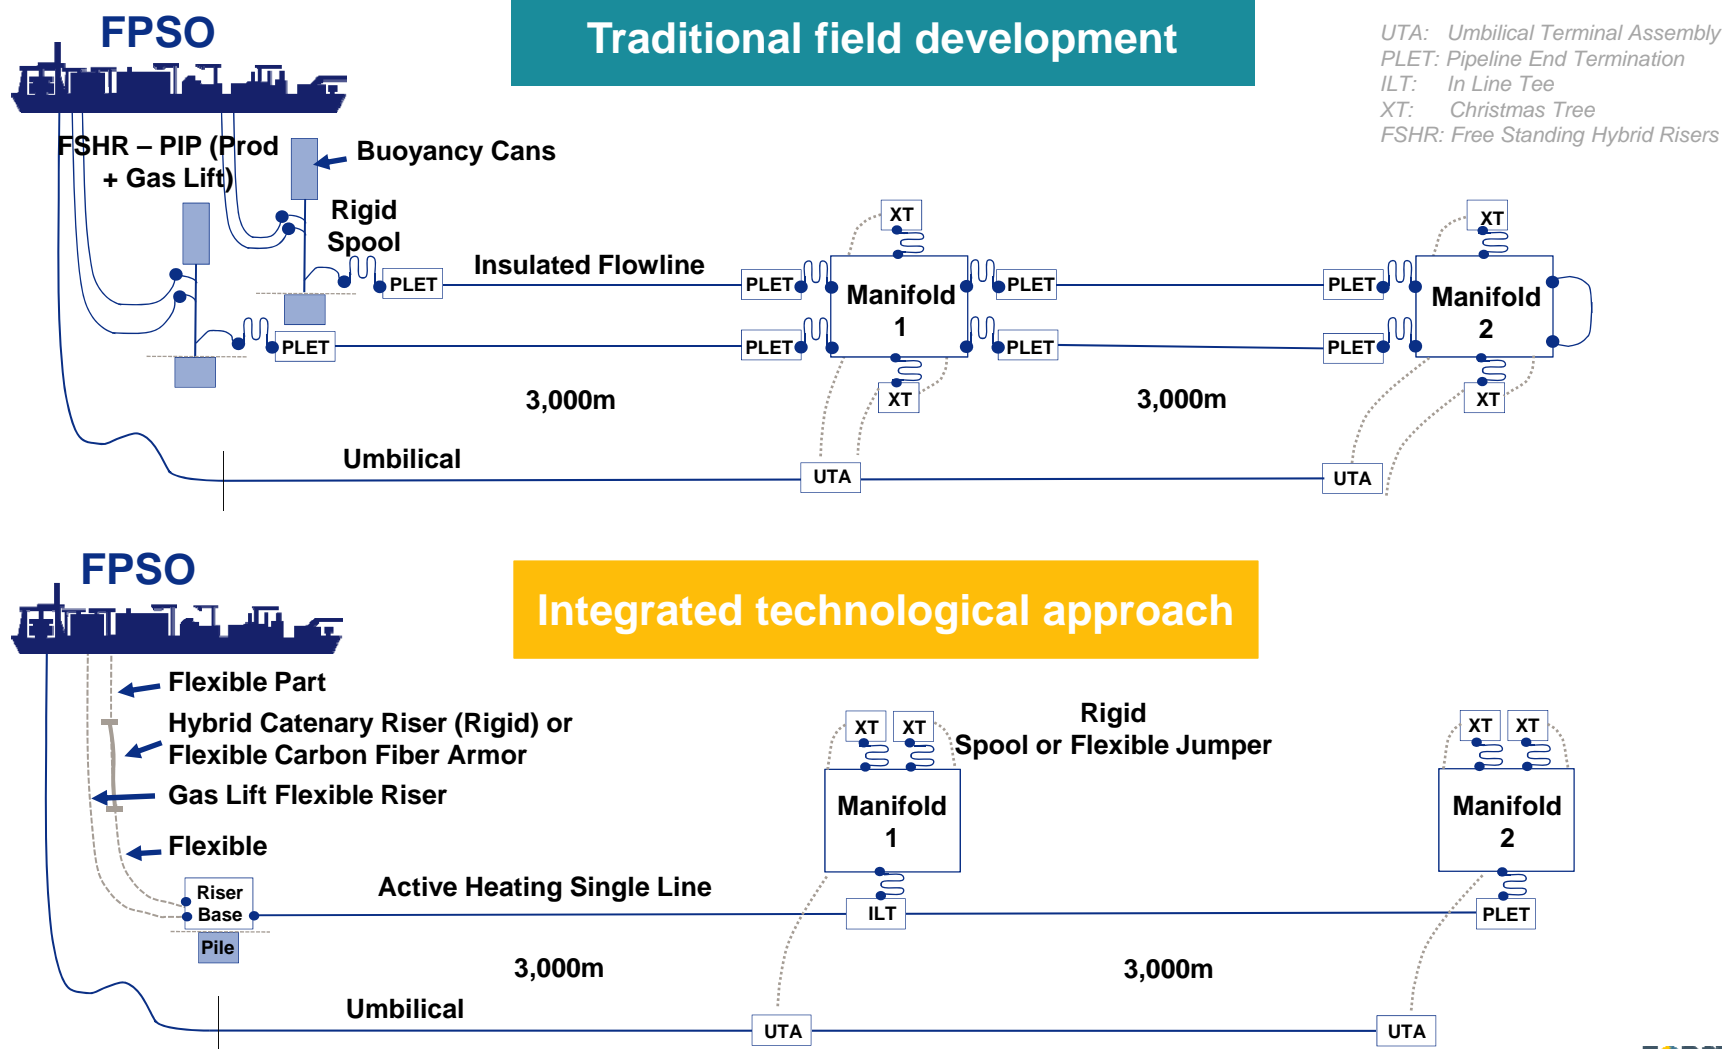 FPSO
Traditional field development
UTA: Umbilical Terminal Assembly
PLET: Pipeline End Termination
ILT: In Line Tee
XT: Christmas Tree
FSHR: Free Standing Hybrid Risers
FSHR – PIP (Prod
+ Gas Lift)
Buoyancy Cans
Rigid
Spool
Insulated Flowline
XT
XT
PLET
PLET
PLET
PLET
Manifold
1
Manifold
2
PLET
PLET
PLET
PLET
XT
XT
3,000m
3,000m
Umbilical
UTA
UTA
FPSO
Integrated technological approach
Flexible Part
Hybrid Catenary Riser (Rigid) or
Flexible Carbon Fiber Armor
Gas Lift Flexible Riser
Flexible
Rigid
Spool or Flexible Jumper
XT
XT
XT
XT
Manifold
1
Manifold
2
Riser
Base
Pile
Active Heating Single Line
ILT
PLET
3,000m
3,000m
Umbilical
UTA
UTA